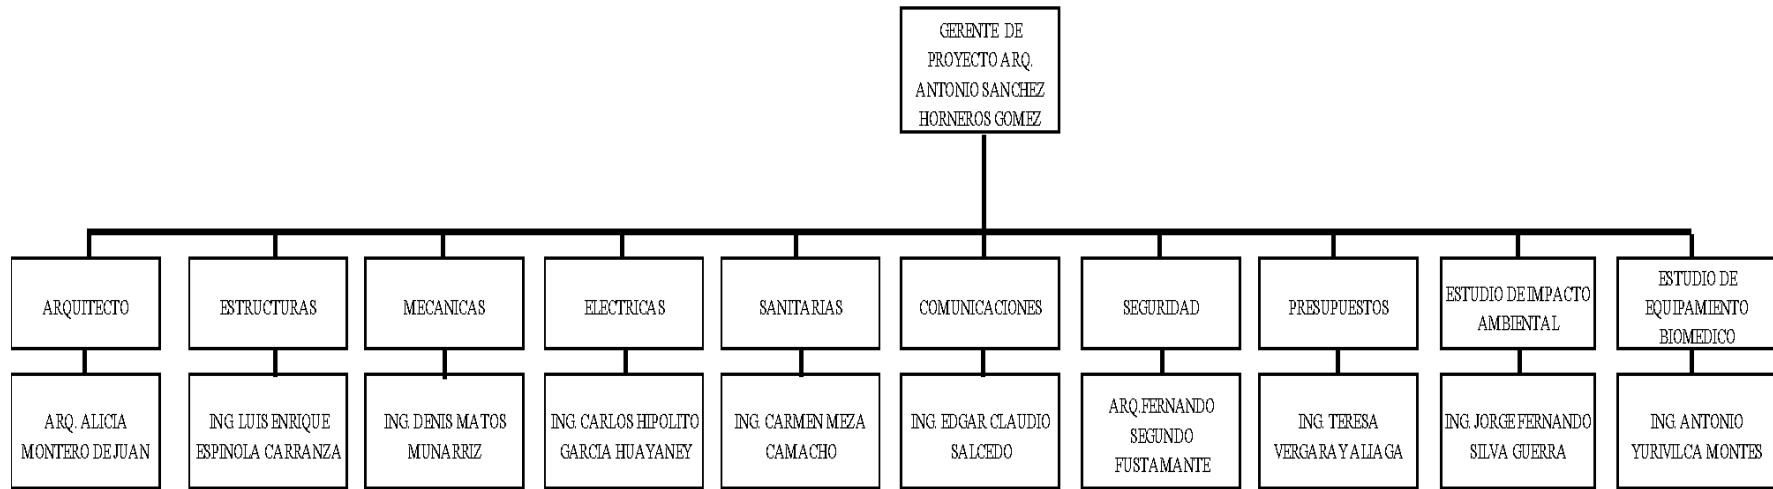 GERENTE DE
PROYECTO ARQ.
ANTONIO SANCHEZ
HORNEROS GOMEZ
ARQUITECTO
ESTRUCTURAS
MECANICAS
ELECTRICAS
SANITARIAS
COMUNICACIONES
SEGURIDAD
PRESUPUESTOS
ESTUDIO DE IMPACTO
AMBIENTAL
ESTUDIO DE
EQUIPAMIENTO
BIOMEDICO
ARQ. ALICIA
MONTERO DE JUAN
ING. LUIS ENRIQUE
ESPINOLA CARRANZA
ING. DENIS MATOS
MUNARRIZ
ING. CARLOS HIPOLITO
GARCIA HUAYANEY
ING. CARMEN MEZA
CAMACHO
ING. EDGAR CLAUDIO
SALCEDO
ARQ.FERNANDO
SEGUNDO
FUSTAMANTE
ING. TERESA
VERGARA Y ALIAGA
ING. JORGE FERNANDO
SILVA GUERRA
ING. ANTONIO
YURIVILCA MONTES